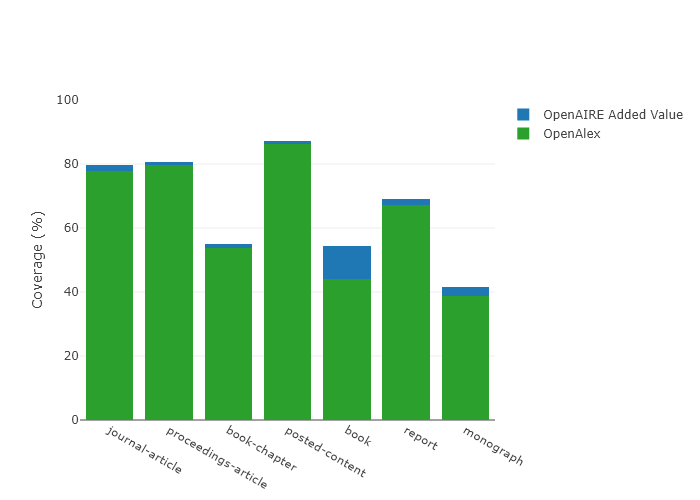 OpenAIRE Added Value
OpenAlex
Coverage (%)
100
80
60
40
20
0
journal-article
proceedings-article
book-chapter
posted-content
book
report
monograph